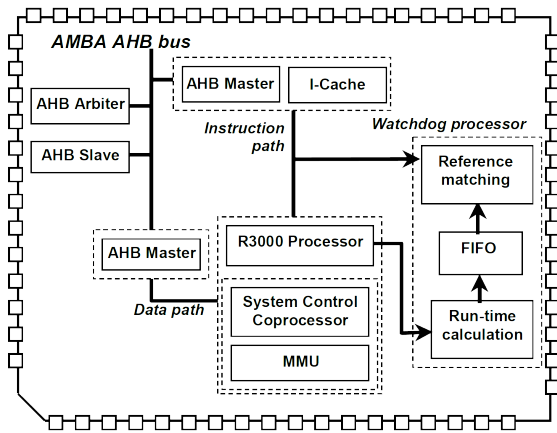 AMBA AHB bus
AHB Master
I-Cache
AHB Arbiter
Instruction
path
Watchdog processor
AHB Slave
Reference
matching
R3000 Processor
AHB Master
FIFO
Data path
System Control
Coprocessor
Run-time
calculation
MMU